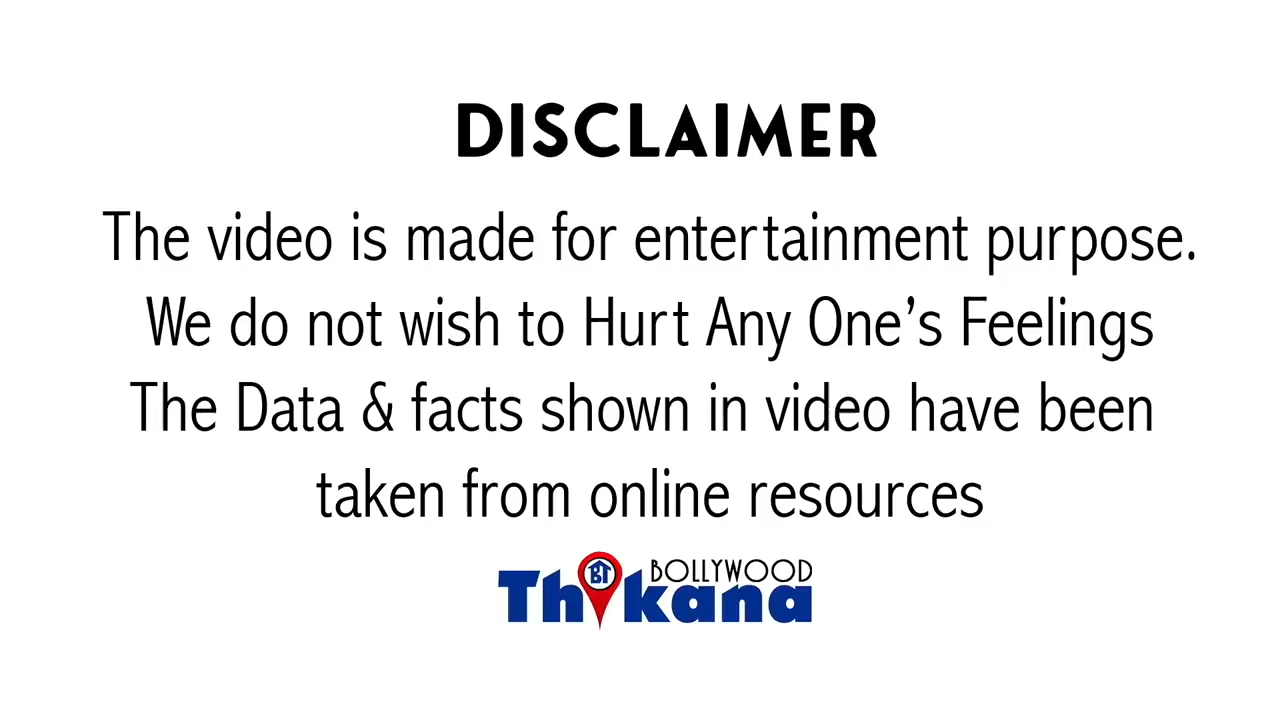 DISCLAIMER
The video is made for entertainment purpose.
We do not wish to Hurt Any One's Feelings
The Data & facts shown in video have been
taken from online resources
BOLLYWOOD
BT
Thikana